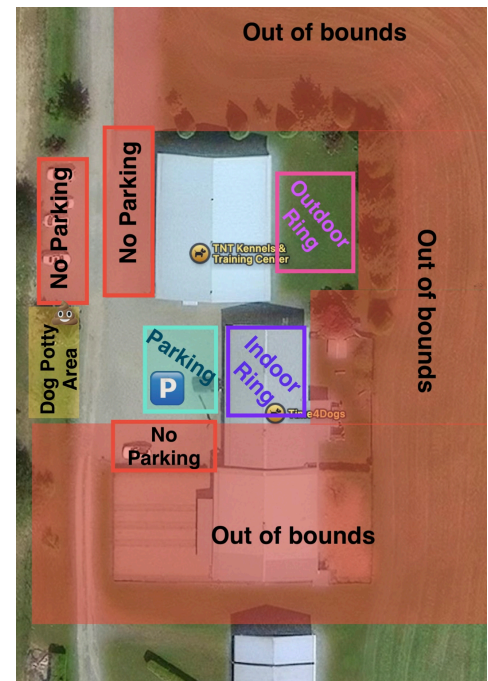 Out of bounds
No Parking
No Parking
Outdoor
Ring
TNT Kennels &
Training Center
Out of bounds
Dog Potty
Area
Parking
P
Indoor
Ring
Time4Dogs
No
Parking
Out of bounds